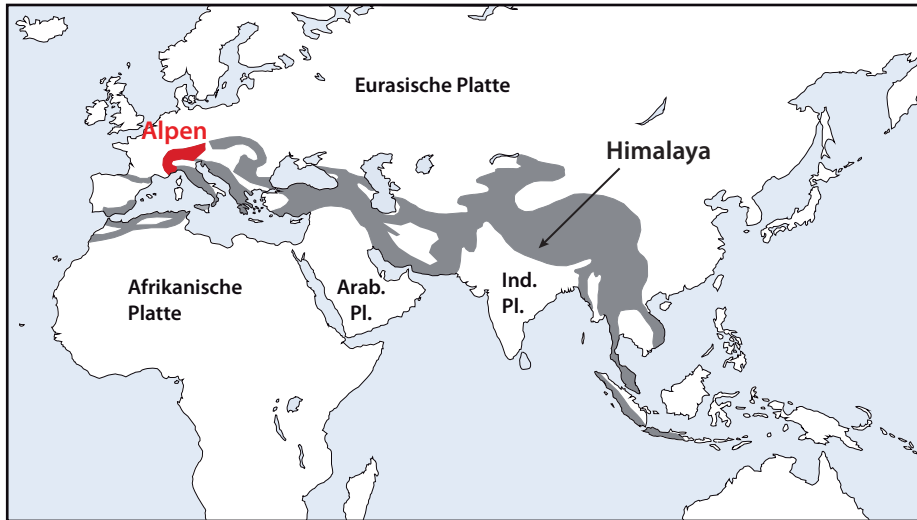 Eurasische Platte
Alpen
Himalaya
Afrikanische
Platte
Arab.
Pl.
Ind.
Pl.